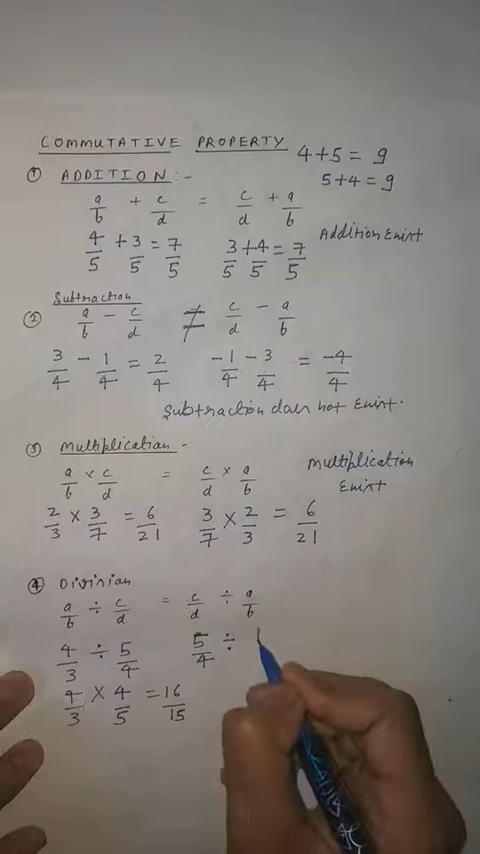 COMMUTATIVE PROPERTY
4+5 = 9
5+4 = 9
① ADDITION :-
a/b + c/d = c/d + a/b
4/5 + 3/5 = 7/5 3/5 + 4/5 = 7/5
Addition Exist
Subtraction
② a/b - c/d ≠ c/d - a/b
3/4 - 1/4 = 2/4 -1/4 - 3/4 = -4/4
Subtraction does not Exist.
③ Multiplication -
a/b × c/d = c/d × a/b
Multiplication
Exist
2/3 × 3/7 = 6/21 3/7 × 2/3 = 6/21
④ Division
a/b ÷ c/d = c/d ÷ a/b
4/3 ÷ 5/4 5/4 ÷
4/3 × 4/5 = 16/15